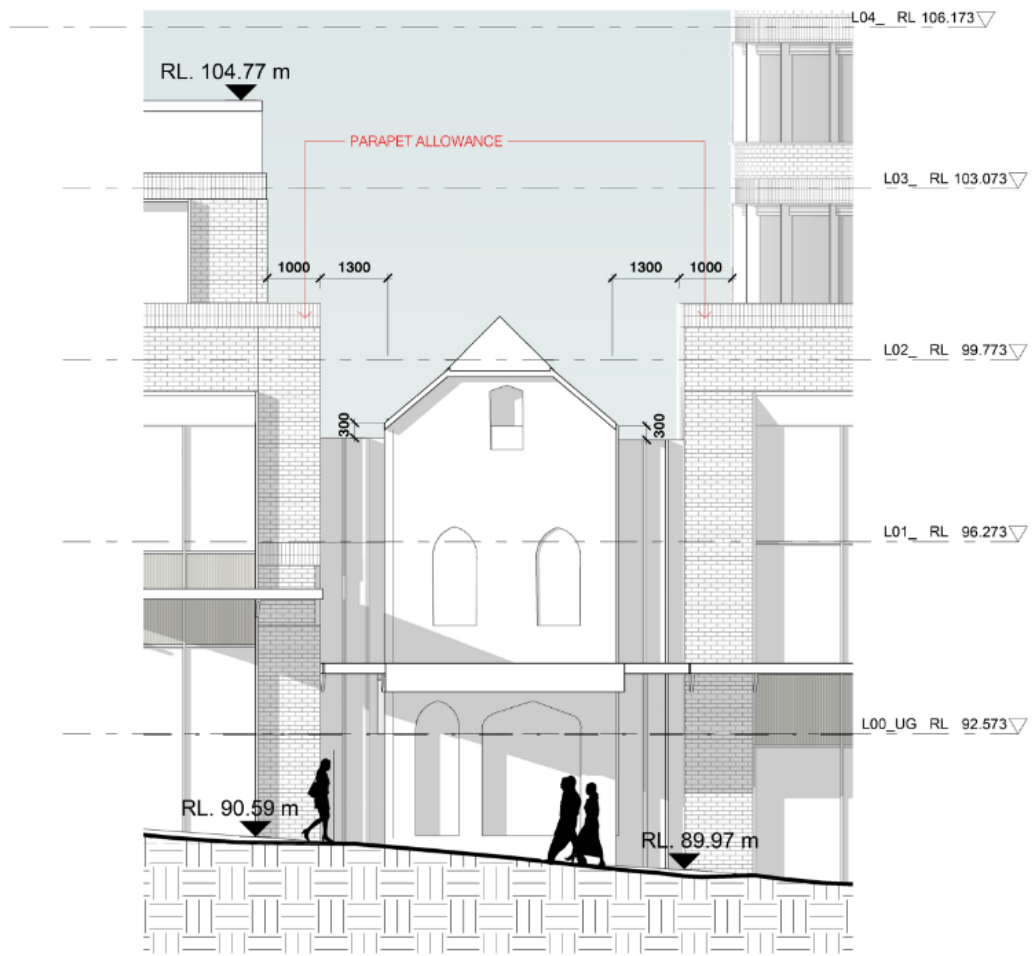 L04_ RL 106.173
RL. 104.77 m
PARAPET ALLOWANCE
L03_ RL 103.073
1000 1300 1300 1000
L02_ RL 99.773
300 300
L01_ RL 96.273
L00_UG RL 92.573
RL. 90.59 m
RL. 89.97 m